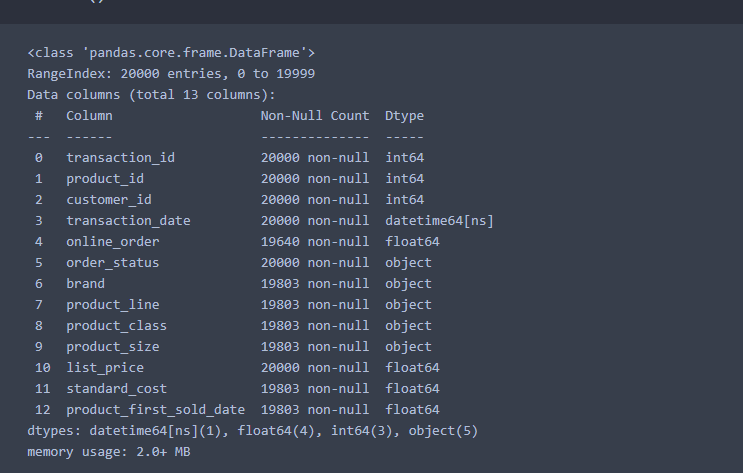 <class 'pandas.core.frame.DataFrame'>
RangeIndex: 20000 entries, 0 to 19999
Data columns (total 13 columns):
 #   Column                   Non-Null Count  Dtype
---  ------                   --------------  -----
 0   transaction_id           20000 non-null  int64
 1   product_id               20000 non-null  int64
 2   customer_id              20000 non-null  int64
 3   transaction_date         20000 non-null  datetime64[ns]
 4   online_order             19640 non-null  float64
 5   order_status             20000 non-null  object
 6   brand                    19803 non-null  object
 7   product_line             19803 non-null  object
 8   product_class            19803 non-null  object
 9   product_size             19803 non-null  object
 10  list_price               20000 non-null  float64
 11  standard_cost            19803 non-null  float64
 12  product_first_sold_date  19803 non-null  float64
dtypes: datetime64[ns](1), float64(4), int64(3), object(5)
memory usage: 2.0+ MB